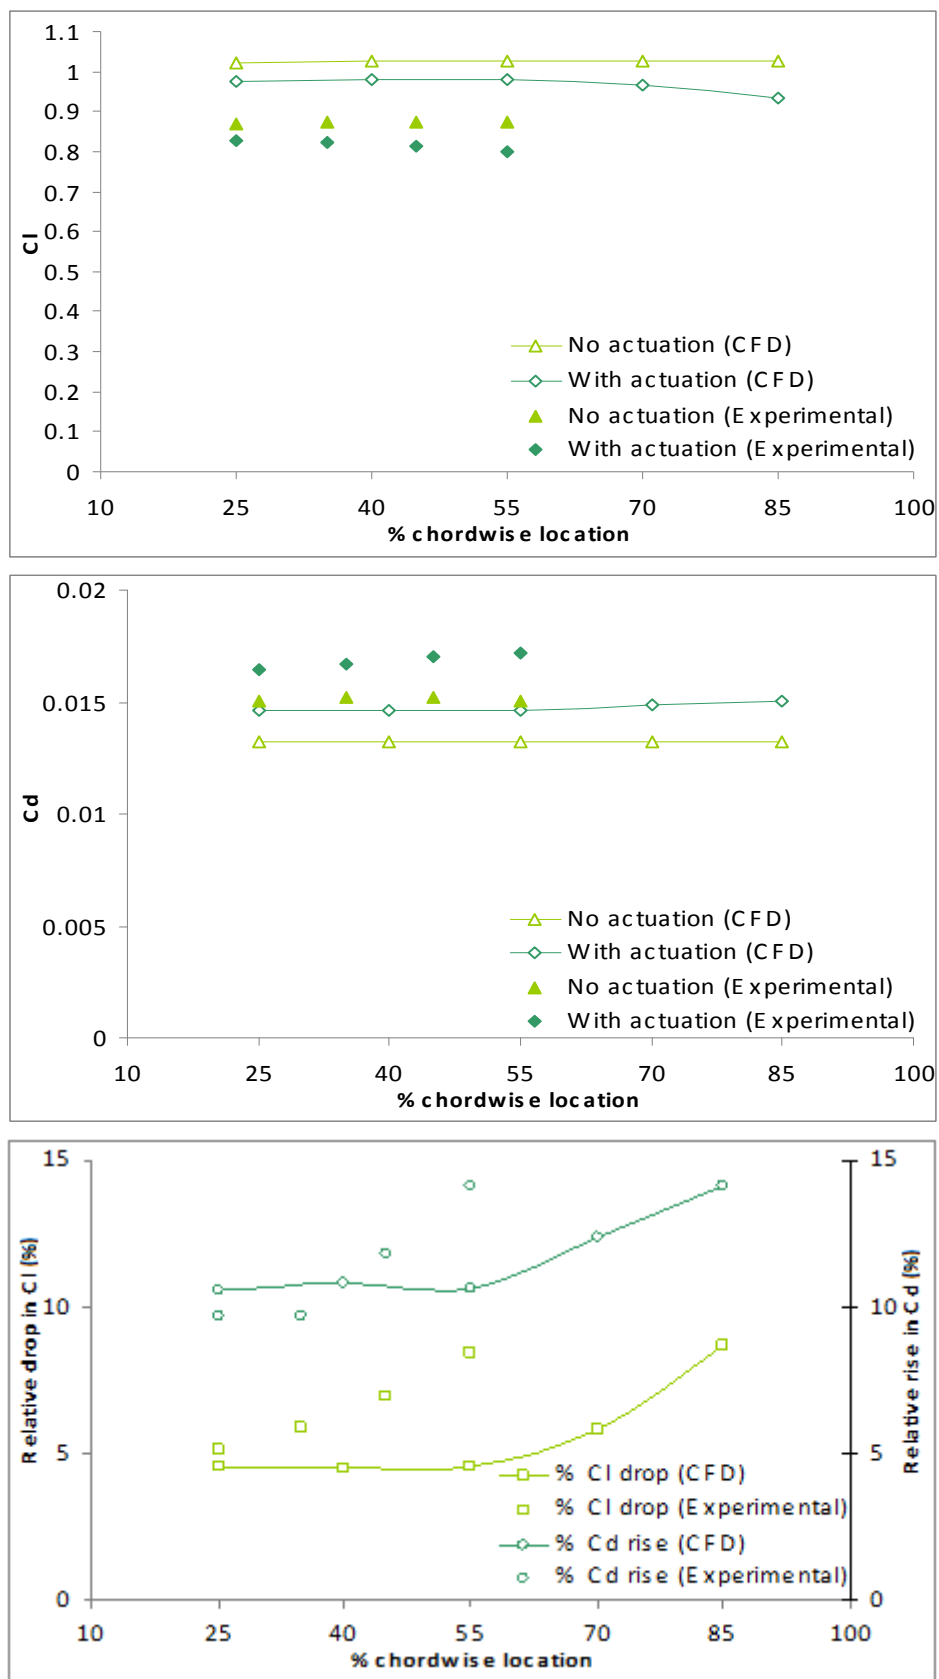 1.1
1
0.9
0.8
0.7
0.6
0.5
0.4
0.3
0.2
0.1
0
Cl
No actuation (CFD)
With actuation (CFD)
No actuation (Experimental)
With actuation (Experimental)
10 25 40 55 70 85 100
% chordwise location
0.02
0.015
0.01
0.005
0
Cd
No actuation (CFD)
With actuation (CFD)
No actuation (Experimental)
With actuation (Experimental)
10 25 40 55 70 85 100
% chordwise location
15 15
10 10
5 5
0 0
Relative drop in Cl (%)
Relative rise in Cd (%)
% Cl drop (CFD)
% Cl drop (Experimental)
% Cd rise (CFD)
% Cd rise (Experimental)
10 25 40 55 70 85 100
% chordwise location